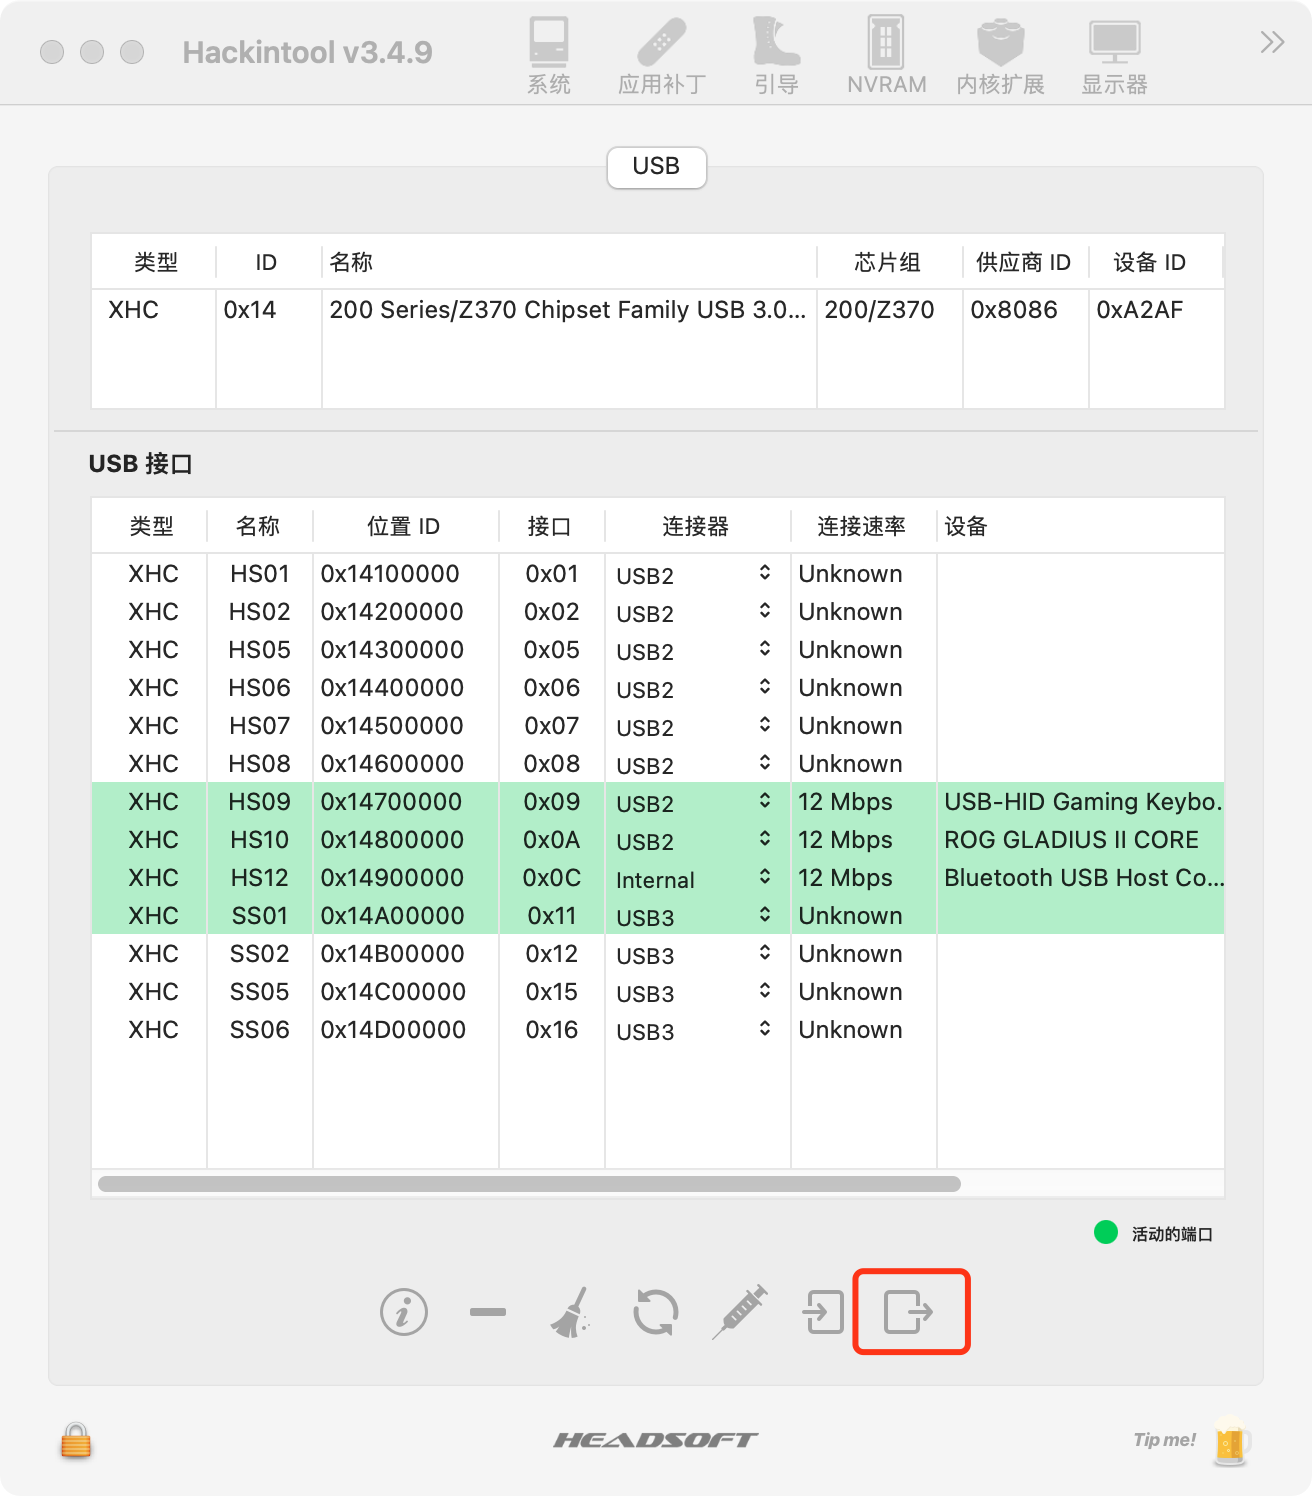 Hackintool v3.4.9
系统 应用补丁 引导 NVRAM 内核扩展 显示器
USB
类型 ID 名称 芯片组 供应商 ID 设备 ID
XHC 0x14 200 Series/Z370 Chipset Family USB 3.0... 200/Z370 0x8086 0xA2AF
USB 接口
类型 名称 位置 ID 接口 连接器 连接速率 设备
XHC HS01 0x14100000 0x01 USB2 Unknown
XHC HS02 0x14200000 0x02 USB2 Unknown
XHC HS05 0x14300000 0x05 USB2 Unknown
XHC HS06 0x14400000 0x06 USB2 Unknown
XHC HS07 0x14500000 0x07 USB2 Unknown
XHC HS08 0x14600000 0x08 USB2 Unknown
XHC HS09 0x14700000 0x09 USB2 12 Mbps USB-HID Gaming Keybo.
XHC HS10 0x14800000 0x0A USB2 12 Mbps ROG GLADIUS II CORE
XHC HS12 0x14900000 0x0C Internal 12 Mbps Bluetooth USB Host Co...
XHC SS01 0x14A00000 0x11 USB3 Unknown
XHC SS02 0x14B00000 0x12 USB3 Unknown
XHC SS05 0x14C00000 0x15 USB3 Unknown
XHC SS06 0x14D00000 0x16 USB3 Unknown
活动的端口
HEADSOFT
Tip me!